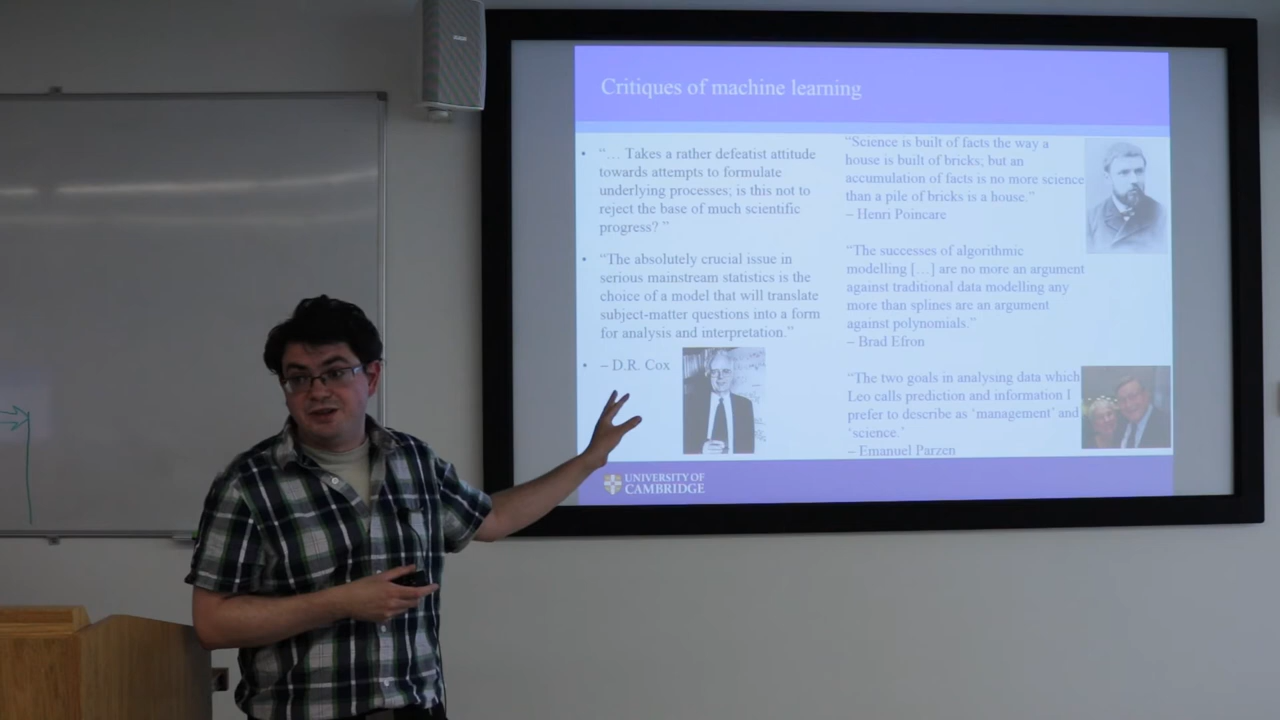 Critiques of machine learning
• “… Takes a rather defeatist attitude
towards attempts to formulate
underlying processes; is this not to
reject the base of much scientific
progress? ”
• “The absolutely crucial issue in
serious mainstream statistics is the
choice of a model that will translate
subject-matter questions into a form
for analysis and interpretation.”
• – D.R. Cox
“Science is built of facts the way a
house is built of bricks; but an
accumulation of facts is no more science
than a pile of bricks is a house.”
– Henri Poincare
“The successes of algorithmic
modelling […] are no more an argument
against traditional data modelling any
more than splines are an argument
against polynomials.”
– Brad Efron
“The two goals in analysing data which
Leo calls prediction and information I
prefer to describe as ‘management’ and
‘science.’
– Emanuel Parzen
UNIVERSITY OF
CAMBRIDGE